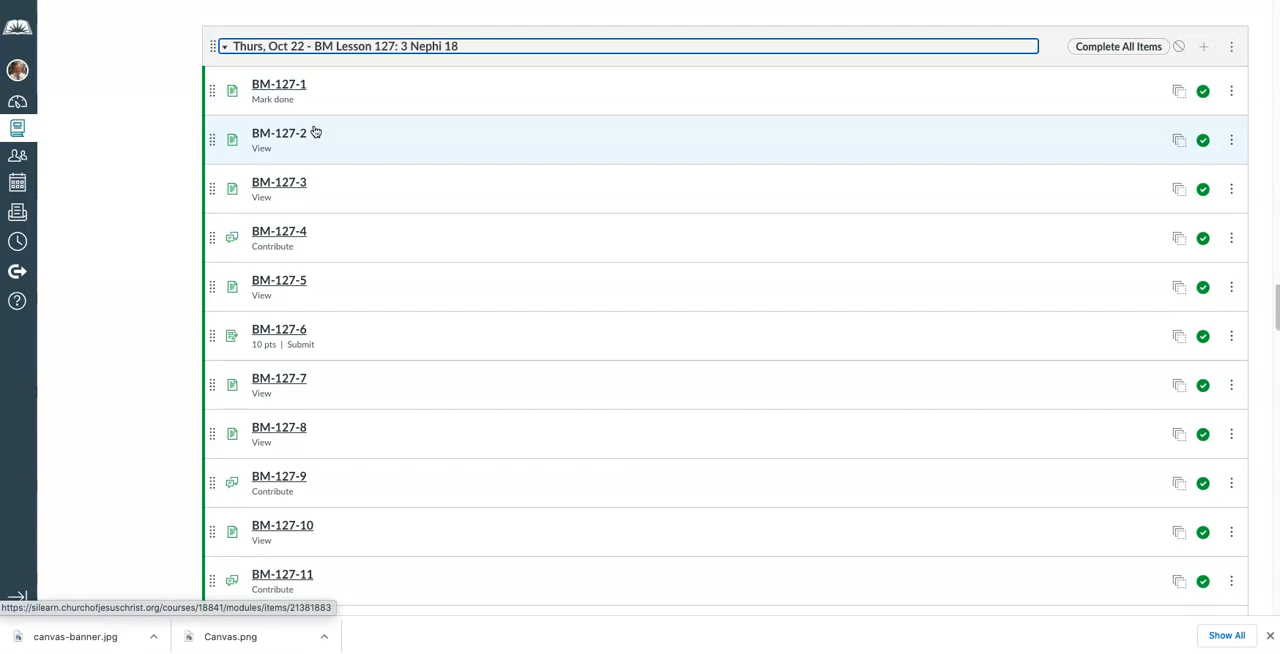 Thurs, Oct 22 - BM Lesson 127: 3 Nephi 18
Complete All Items
BM-127-1
Mark done
BM-127-2
View
BM-127-3
View
BM-127-4
Contribute
BM-127-5
View
BM-127-6
10 pts | Submit
BM-127-7
View
BM-127-8
View
BM-127-9
Contribute
BM-127-10
View
BM-127-11
Contribute
https://silearn.churchofjesuschrist.org/courses/18841/modules/items/21381883
canvas-banner.jpg
Canvas.png
Show All